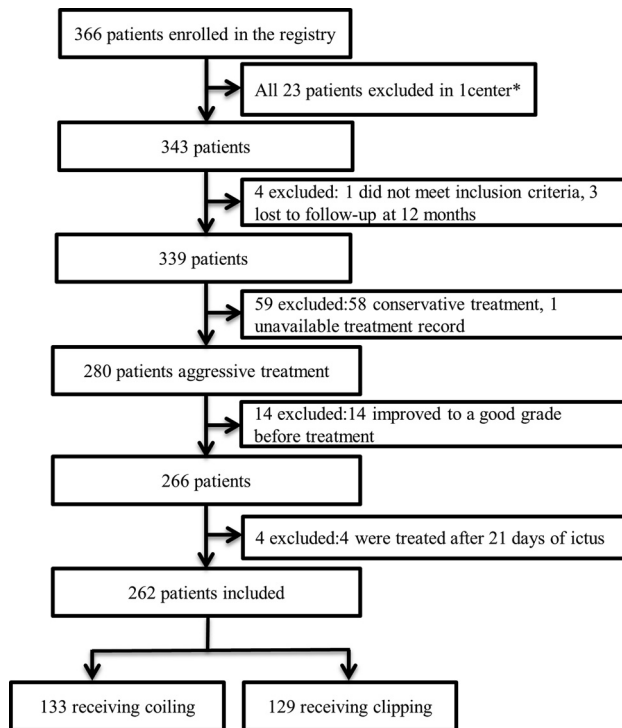 366 patients enrolled in the registry
All 23 patients excluded in 1center*
343 patients
4 excluded: 1 did not meet inclusion criteria, 3
lost to follow-up at 12 months
339 patients
59 excluded:58 conservative treatment, 1
unavailable treatment record
280 patients aggressive treatment
14 excluded:14 improved to a good grade
before treatment
266 patients
4 excluded:4 were treated after 21 days of ictus
262 patients included
133 receiving coiling
129 receiving clipping